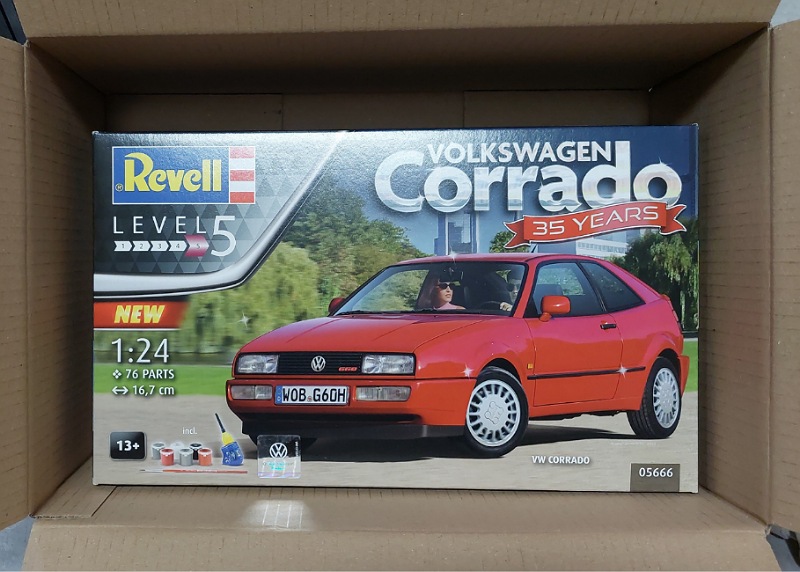 Revell
LEVEL 5
1 2 3 4 5
VOLKSWAGEN
Corrado
35 YEARS
NEW
1:24
76 PARTS
16,7 cm
G60
WOB G60H
incl.
13+
VW CORRADO
05666